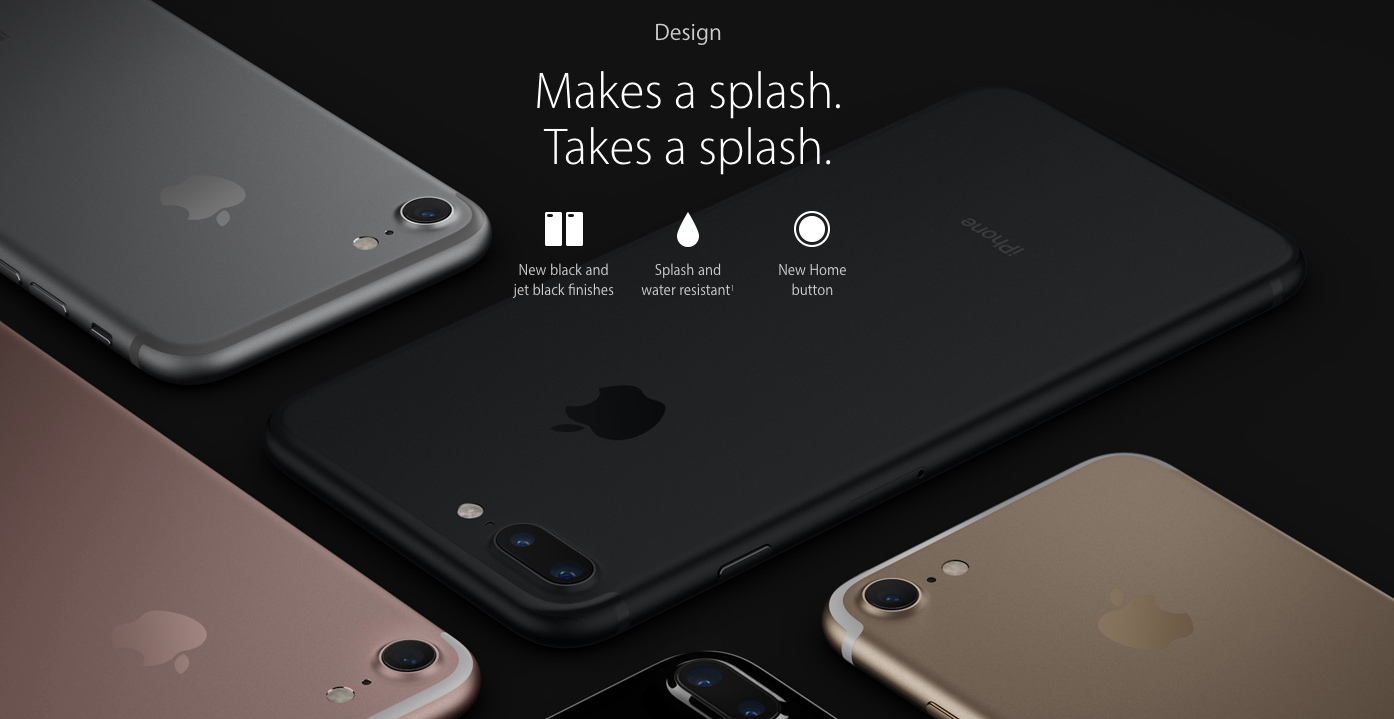 Design
Makes a splash.
Takes a splash.
New black and
jet black finishes
Splash and
water resistant¹
New Home
button
iPhone